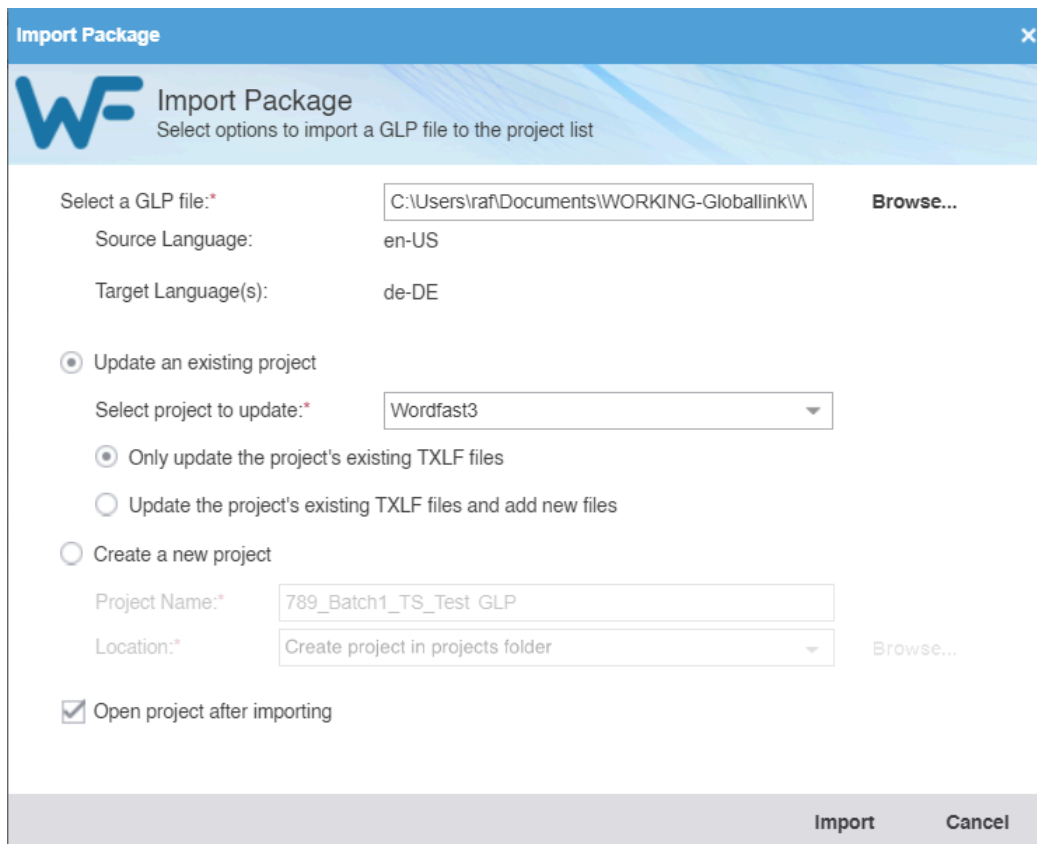 Import Package
WF
Import Package
Select options to import a GLP file to the project list
Select a GLP file:* C:\Users\raf\Documents\WORKING-Globallink\W Browse...
Source Language: en-US
Target Language(s): de-DE
Update an existing project
Select project to update:* Wordfast3
Only update the project's existing TXLF files
Update the project's existing TXLF files and add new files
Create a new project
Project Name:* 789_Batch1_TS_Test GLP
Location:* Create project in projects folder Browse...
Open project after importing
Import Cancel